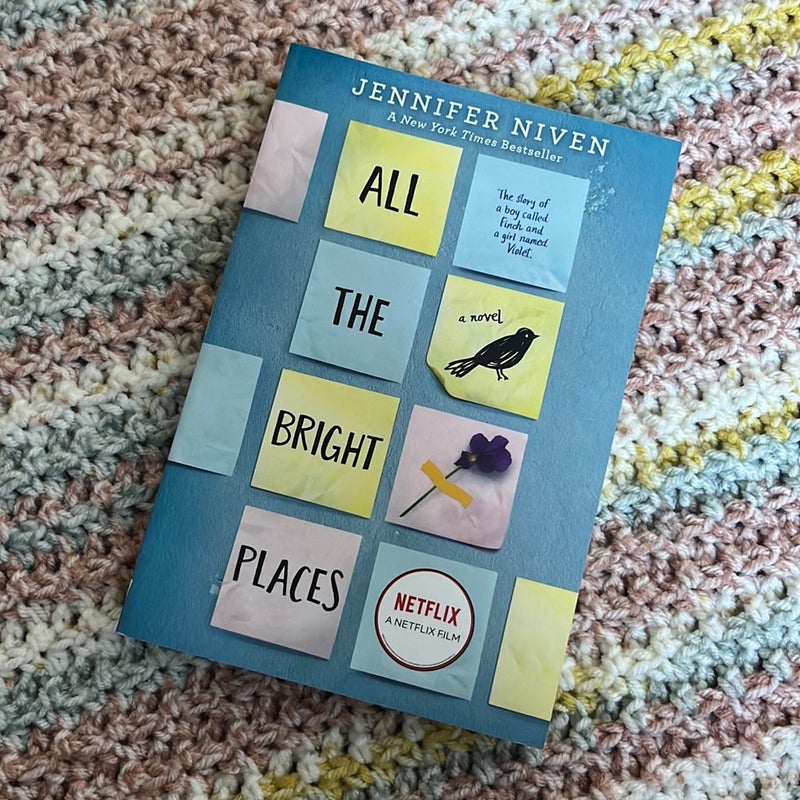 JENNIFER NIVEN
A New York Times Bestseller
ALL
The story of
a boy called
Finch and
a girl named
Violet.
THE
a novel
BRIGHT
PLACES
NETFLIX
A NETFLIX FILM